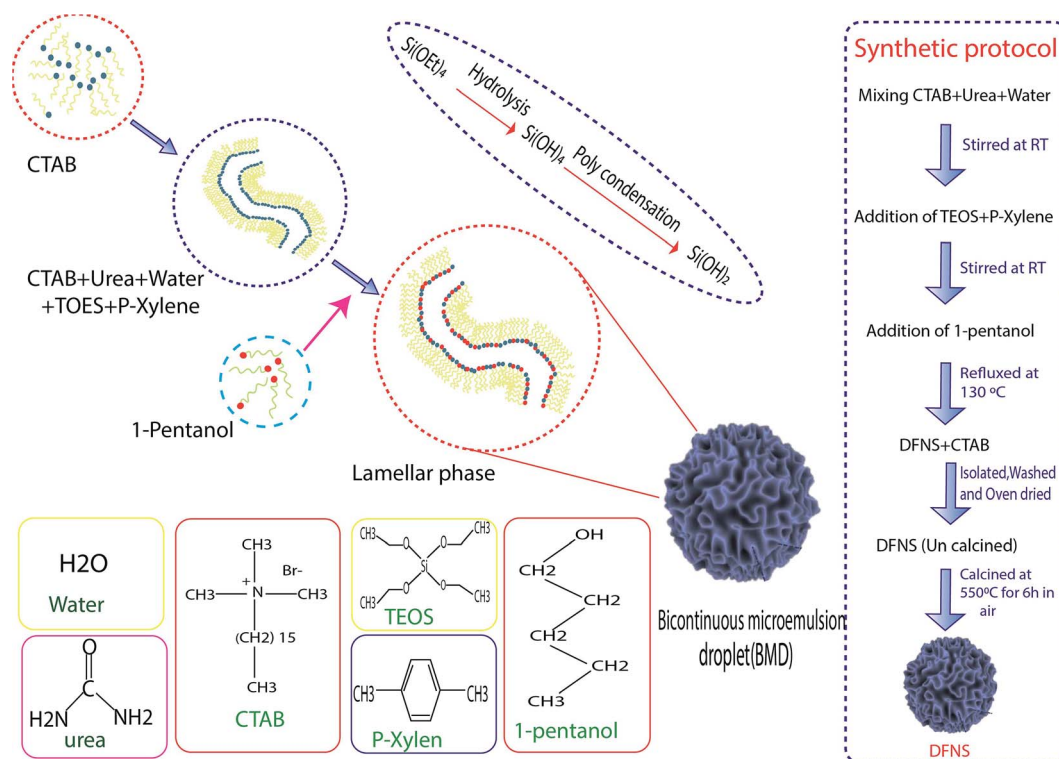 CTAB
CTAB+Urea+Water
+TOES+P-Xylene
1-Pentanol
Lamellar phase
Si(OEt)4
Hydrolysis
Si(OH)4
Poly condensation
Si(OH)2
Bicontinuous microemulsion
droplet(BMD)
H2O
Water
O
C
H2N NH2
urea
CH3
Br-
+
CH3 N CH3
(CH2) 15
CH3
CTAB
CH3 CH3
O O
Si
O O
CH3 CH3
TEOS
CH3 CH3
P-Xylen
OH
CH2
CH2
CH2
CH2
CH3
1-pentanol
Synthetic protocol
Mixing CTAB+Urea+Water
Stirred at RT
Addition of TEOS+P-Xylene
Stirred at RT
Addition of 1-pentanol
Refluxed at
130 ºC
DFNS+CTAB
Isolated,Washed
and Oven dried
DFNS (Un calcined)
Calcined at
550ºC for 6h in
air
DFNS